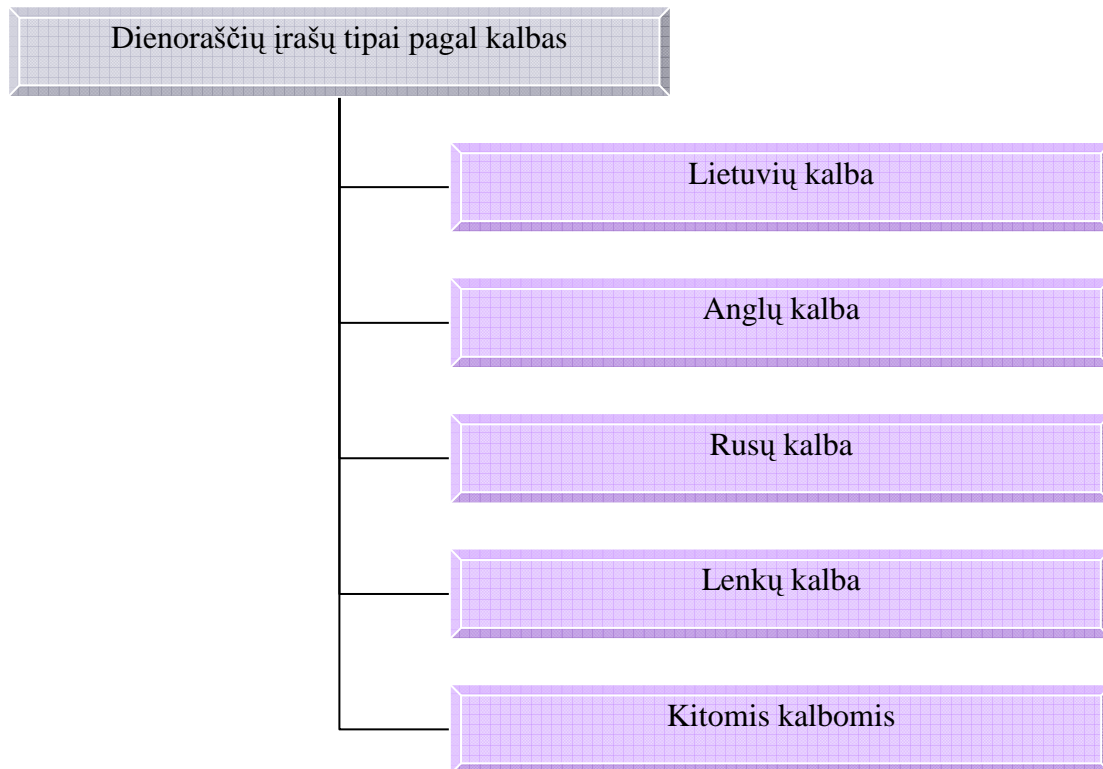 Dienoraščių įrašų tipai pagal kalbas
Lietuvių kalba
Anglų kalba
Rusų kalba
Lenkų kalba
Kitomis kalbomis